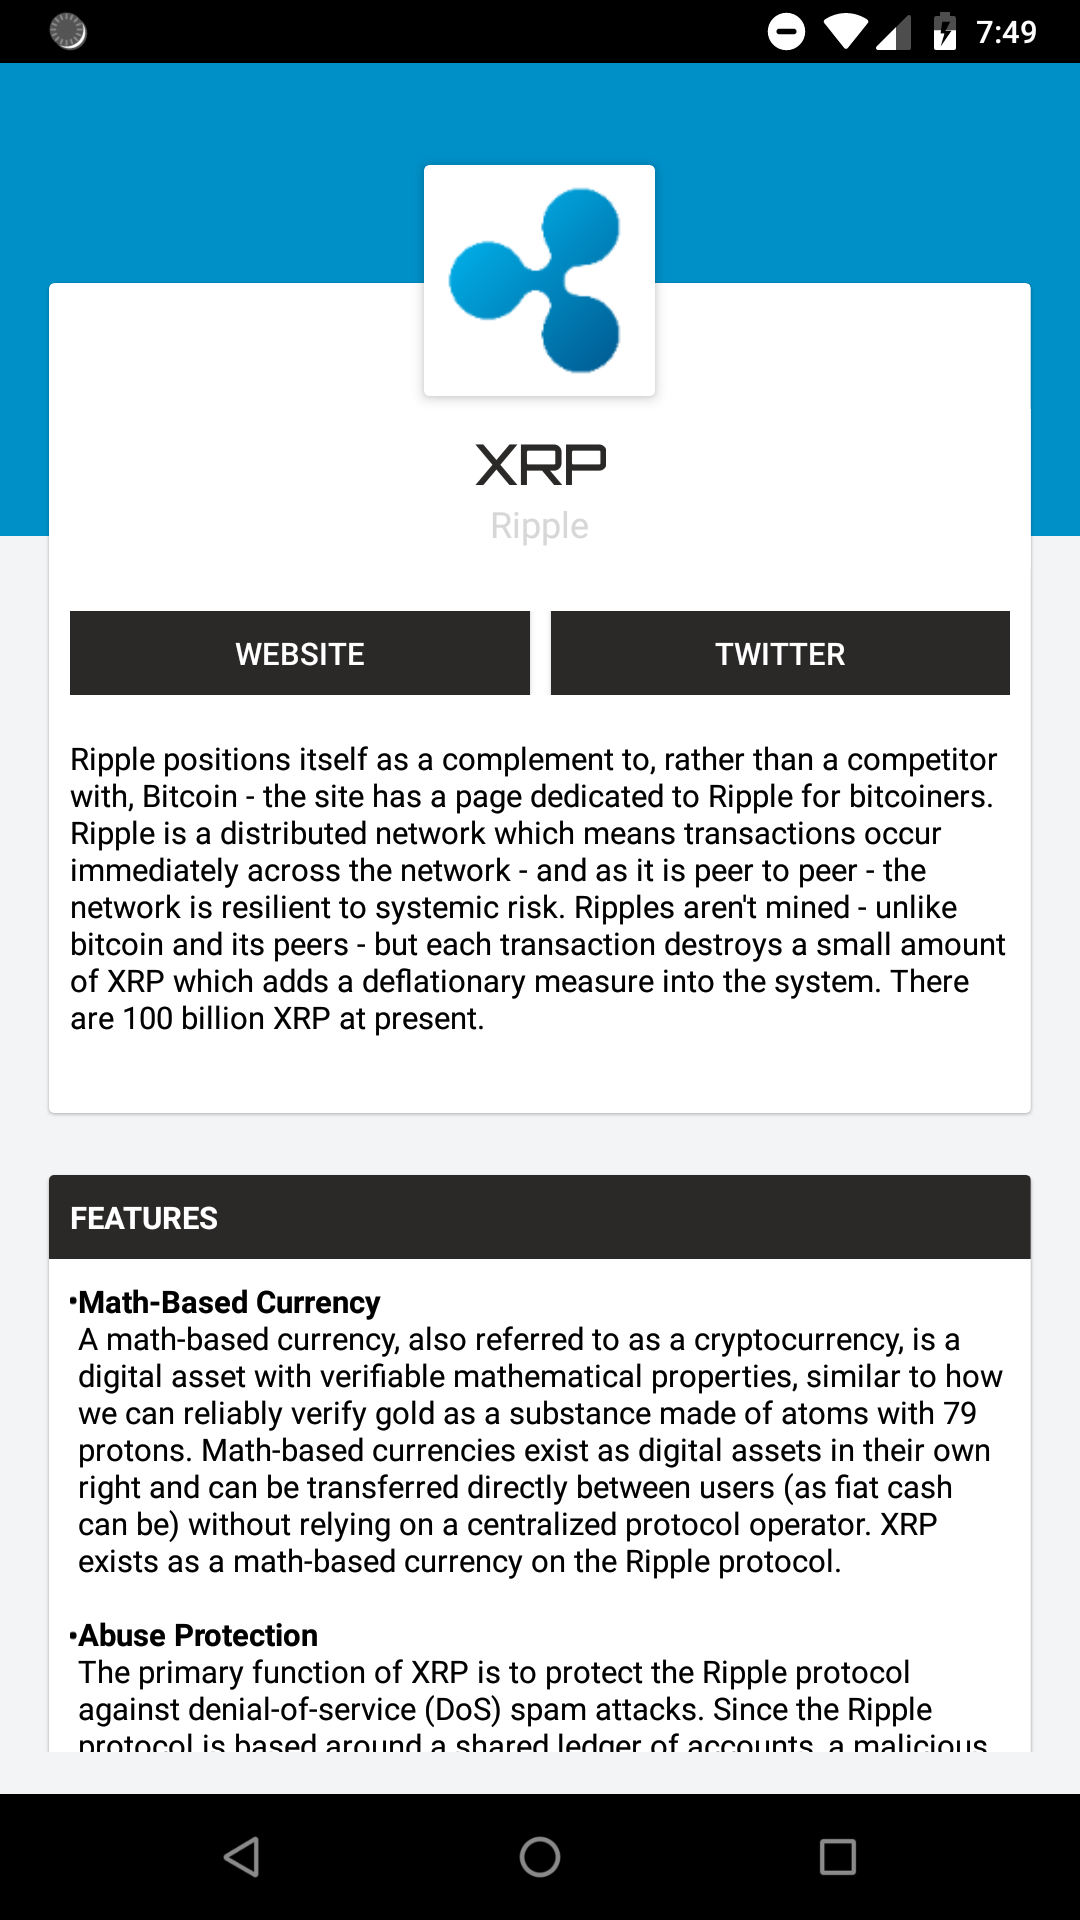 7:49
XRP
Ripple
WEBSITE TWITTER
Ripple positions itself as a complement to, rather than a competitor
with, Bitcoin - the site has a page dedicated to Ripple for bitcoiners.
Ripple is a distributed network which means transactions occur
immediately across the network - and as it is peer to peer - the
network is resilient to systemic risk. Ripples aren't mined - unlike
bitcoin and its peers - but each transaction destroys a small amount
of XRP which adds a deflationary measure into the system. There
are 100 billion XRP at present.
FEATURES
•Math-Based Currency
A math-based currency, also referred to as a cryptocurrency, is a
digital asset with verifiable mathematical properties, similar to how
we can reliably verify gold as a substance made of atoms with 79
protons. Math-based currencies exist as digital assets in their own
right and can be transferred directly between users (as fiat cash
can be) without relying on a centralized protocol operator. XRP
exists as a math-based currency on the Ripple protocol.
•Abuse Protection
The primary function of XRP is to protect the Ripple protocol
against denial-of-service (DoS) spam attacks. Since the Ripple
protocol is based around a shared ledger of accounts, a malicious